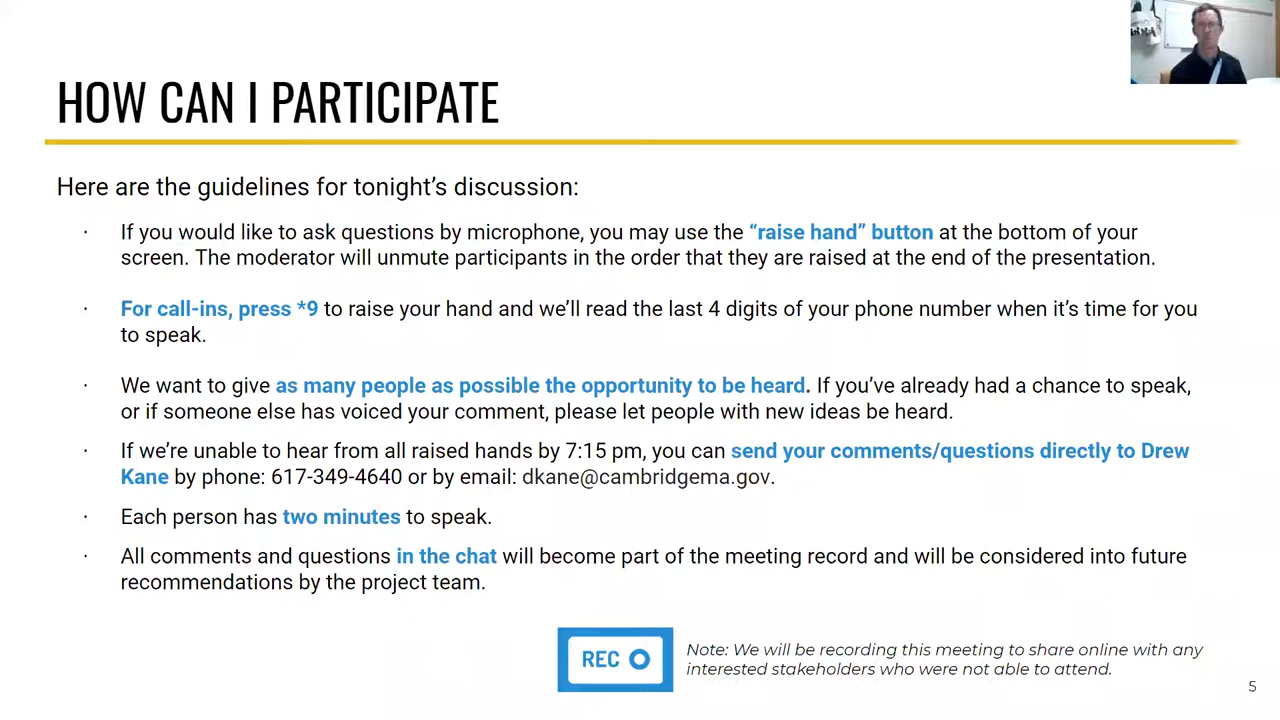 HOW CAN I PARTICIPATE
Here are the guidelines for tonight’s discussion:
· If you would like to ask questions by microphone, you may use the “raise hand” button at the bottom of your
screen. The moderator will unmute participants in the order that they are raised at the end of the presentation.
· For call-ins, press *9 to raise your hand and we’ll read the last 4 digits of your phone number when it’s time for you
to speak.
· We want to give as many people as possible the opportunity to be heard. If you’ve already had a chance to speak,
or if someone else has voiced your comment, please let people with new ideas be heard.
· If we’re unable to hear from all raised hands by 7:15 pm, you can send your comments/questions directly to Drew
Kane by phone: 617-349-4640 or by email: dkane@cambridgema.gov.
· Each person has two minutes to speak.
· All comments and questions in the chat will become part of the meeting record and will be considered into future
recommendations by the project team.
REC
Note: We will be recording this meeting to share online with any
interested stakeholders who were not able to attend.
5